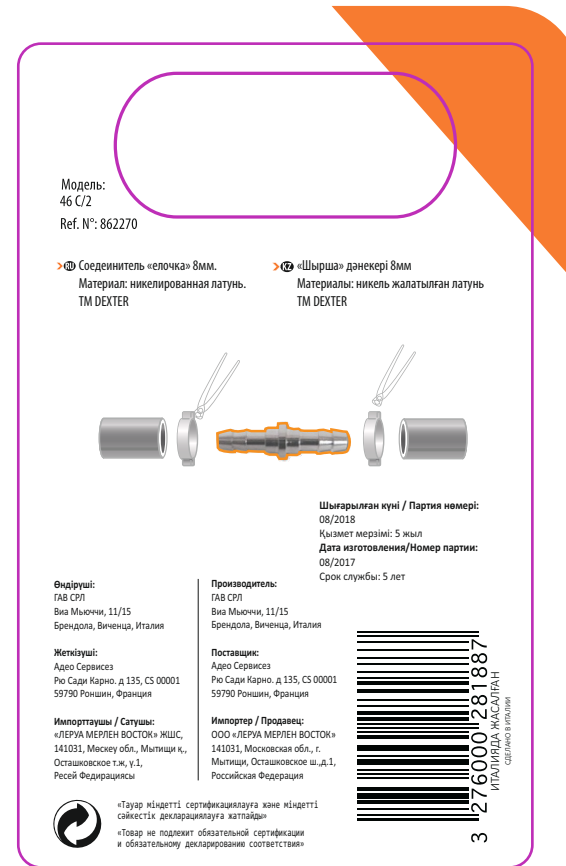 Модель:
46 C/2
Ref. N°: 862270
RU Соедеинитель «елочка» 8мм.
Материал: никелированная латунь.
TM DEXTER
KZ «Шырша» дәнекері 8мм
Материалы: никель жалатылған латунь
TM DEXTER
Шығарылған күні / Партия нөмері:
08/2018
Қызмет мерзімі: 5 жыл
Дата изготовления/Номер партии:
08/2017
Срок службы: 5 лет
Өндіруші:
ГАВ СРЛ
Виа Мьюччи, 11/15
Брендола, Виченца, Италия
Жеткізуші:
Адео Сервисез
Рю Сади Карно. д 135, CS 00001
59790 Роншин, Франция
Импорттаушы / Сатушы:
«ЛЕРУА МЕРЛЕН ВОСТОК» ЖШС,
141031, Мәскеу обл., Мытищи қ.,
Осташковское т.ж, ү.1,
Ресей Федирациясы
Производитель:
ГАВ СРЛ
Виа Мьюччи, 11/15
Брендола, Виченца, Италия
Поставщик:
Адео Сервисез
Рю Сади Карно. д 135, CS 00001
59790 Роншин, Франция
Импортер / Продавец:
ООО «ЛЕРУА МЕРЛЕН ВОСТОК»
141031, Московская обл., г.
Мытищи, Осташковское ш.,д.1,
Российская Федерация
3 276000 281887
ИТАЛИЯДА ЖАСАЛҒАН
СДЕЛАНО В ИТАЛИИ
«Тауар міндетті сертификациялауға және міндетті
сәйкестік декларациялауға жатпайды»
«Товар не подлежит обязательной сертификации
и обязательному декларированию соответствия»